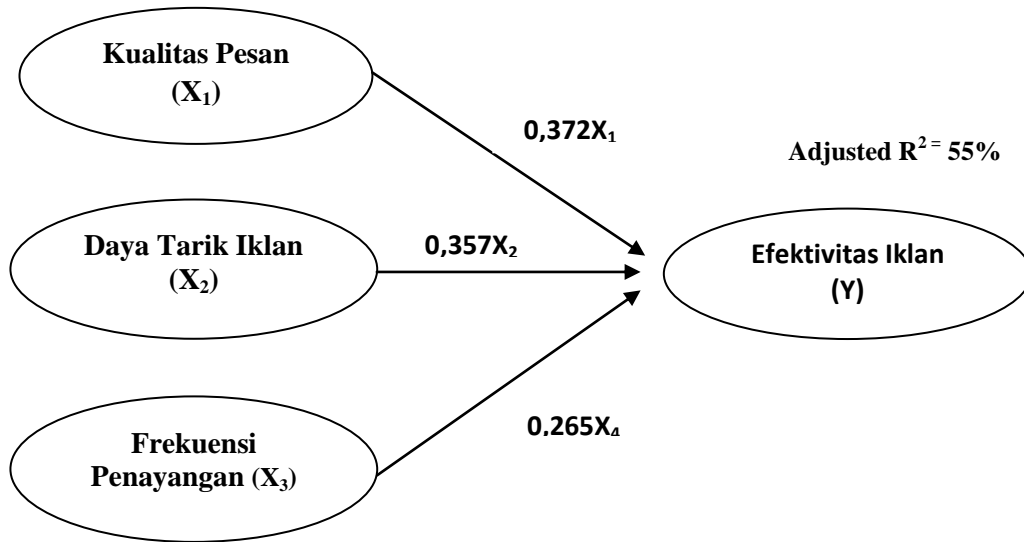 Kualitas Pesan
(X₁)
0,372X₁
Adjusted R² ⁼ 55%
Daya Tarik Iklan
(X₂)
0,357X₂
Efektivitas Iklan
(Y)
Frekuensi
Penayangan (X₃)
0,265X₄